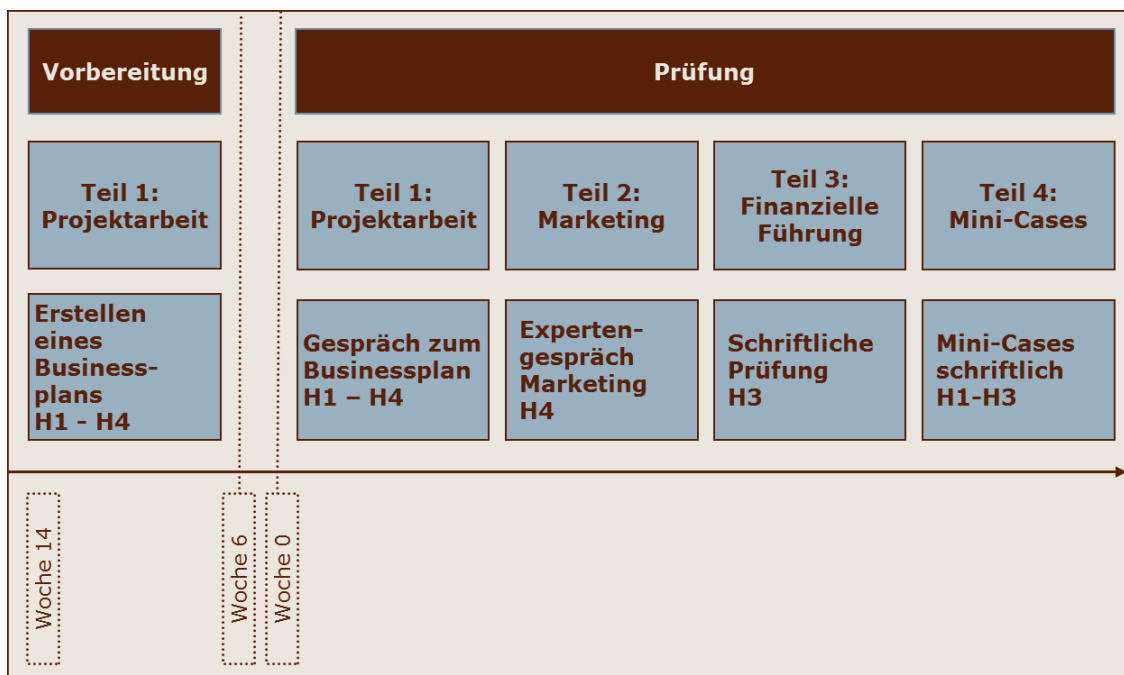 Vorbereitung
Prüfung
Teil 1:
Projektarbeit
Teil 1:
Projektarbeit
Teil 2:
Marketing
Teil 3:
Finanzielle
Führung
Teil 4:
Mini-Cases
Erstellen
eines
Business-
plans
H1 - H4
Gespräch zum
Businessplan
H1 – H4
Experten-
gespräch
Marketing
H4
Schriftliche
Prüfung
H3
Mini-Cases
schriftlich
H1-H3
Woche 14
Woche 6
Woche 0